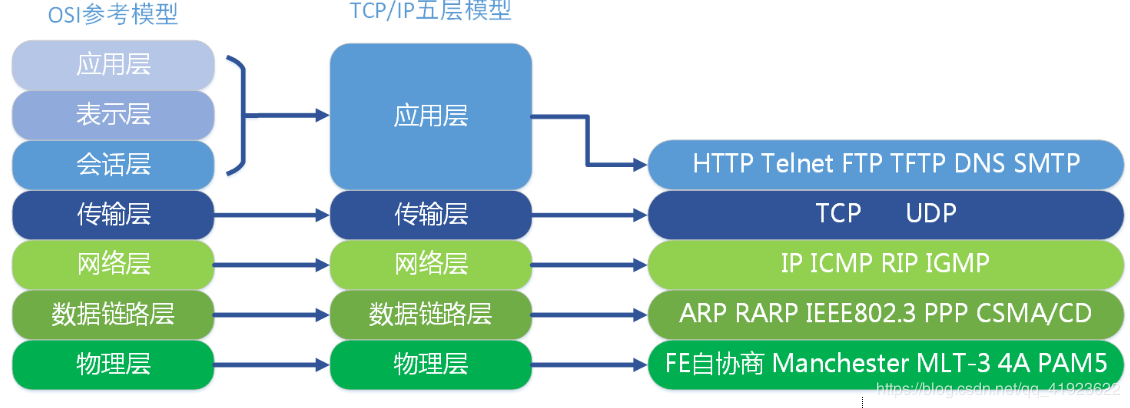 OSI参考模型
TCP/IP五层模型
应用层
表示层
会话层
传输层
网络层
数据链路层
物理层
应用层
传输层
网络层
数据链路层
物理层
HTTP Telnet FTP TFTP DNS SMTP
TCP UDP
IP ICMP RIP IGMP
ARP RARP IEEE802.3 PPP CSMA/CD
FE自协商 Manchester MLT-3 4A PAM5
https://blog.csdn.net/qq_41923622